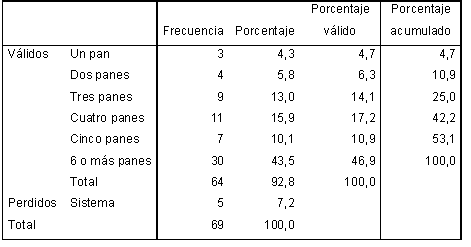 Frecuencia Porcentaje Porcentaje válido Porcentaje acumulado
Válidos Un pan 3 4,3 4,7 4,7
Dos panes 4 5,8 6,3 10,9
Tres panes 9 13,0 14,1 25,0
Cuatro panes 11 15,9 17,2 42,2
Cinco panes 7 10,1 10,9 53,1
6 o más panes 30 43,5 46,9 100,0
Total 64 92,8 100,0
Perdidos Sistema 5 7,2
Total 69 100,0